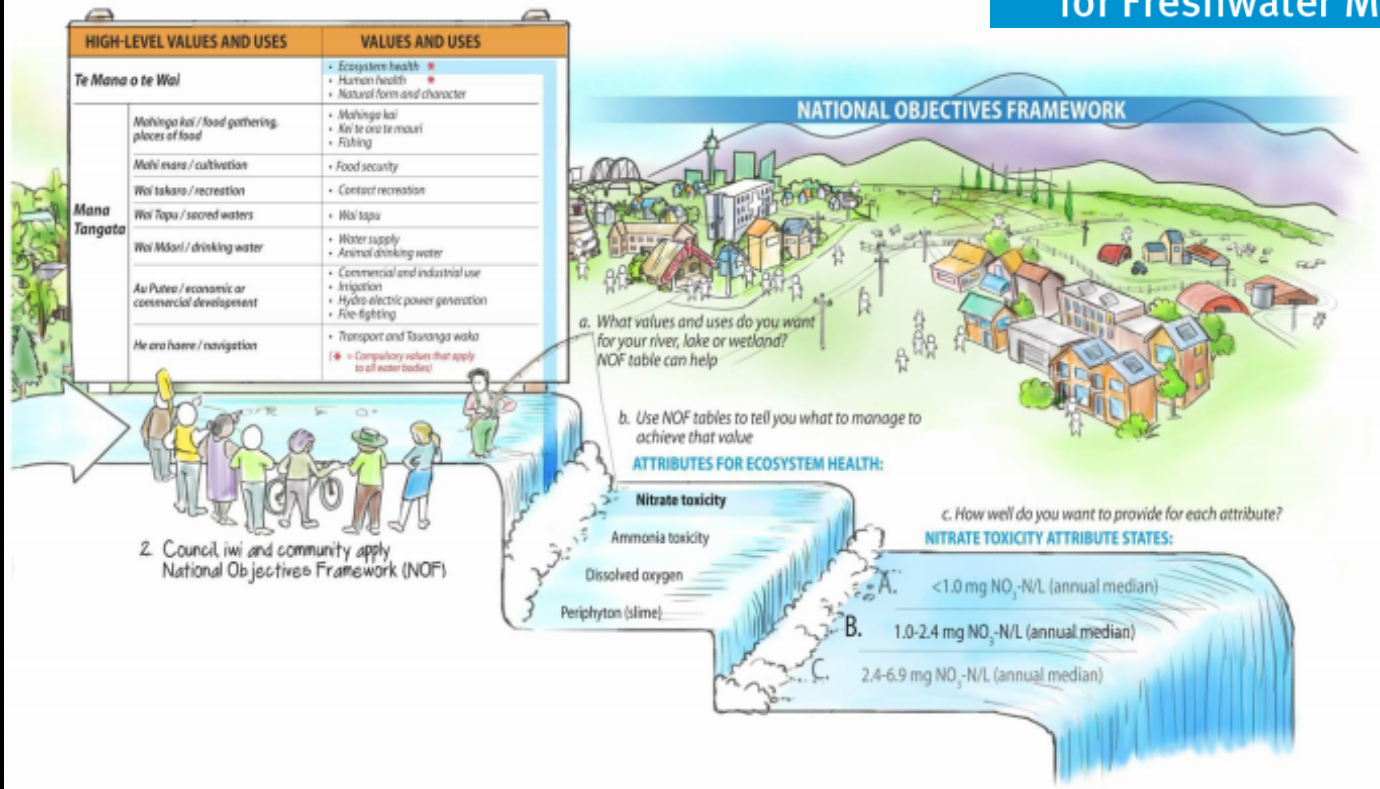 for Freshwater M
HIGH-LEVEL VALUES AND USES
VALUES AND USES
Te Mana o te Wai
• Ecosystem health *
• Human health *
• Natural form and character
Mana
Tangata
Mahinga kai / food gathering,
places of food
• Mahinga kai
• Kei te ora te mauri
• Fishing
Mahi mara / cultivation
• Food security
Wai takaro / recreation
• Contact recreation
Wai Tapu / sacred waters
• Wai tapu
Wai Māori / drinking water
• Water supply
• Animal drinking water
Au Putea / economic or
commercial development
• Commercial and industrial use
• Irrigation
• Hydro electric power generation
• Fire-fighting
He ara haere / navigation
• Transport and Tauranga waka
(* = Compulsory values that apply
to all water bodies)
NATIONAL OBJECTIVES FRAMEWORK
a. What values and uses do you want
for your river, lake or wetland?
NOF table can help
b. Use NOF tables to tell you what to manage to
achieve that value
ATTRIBUTES FOR ECOSYSTEM HEALTH:
Nitrate toxicity
Ammonia toxicity
Dissolved oxygen
Periphyton (slime)
2. Council, iwi and community apply
National Objectives Framework (NOF)
c. How well do you want to provide for each attribute?
NITRATE TOXICITY ATTRIBUTE STATES:
A. <1.0 mg NO₃-N/L (annual median)
B. 1.0-2.4 mg NO₃-N/L (annual median)
C. 2.4-6.9 mg NO₃-N/L (annual median)